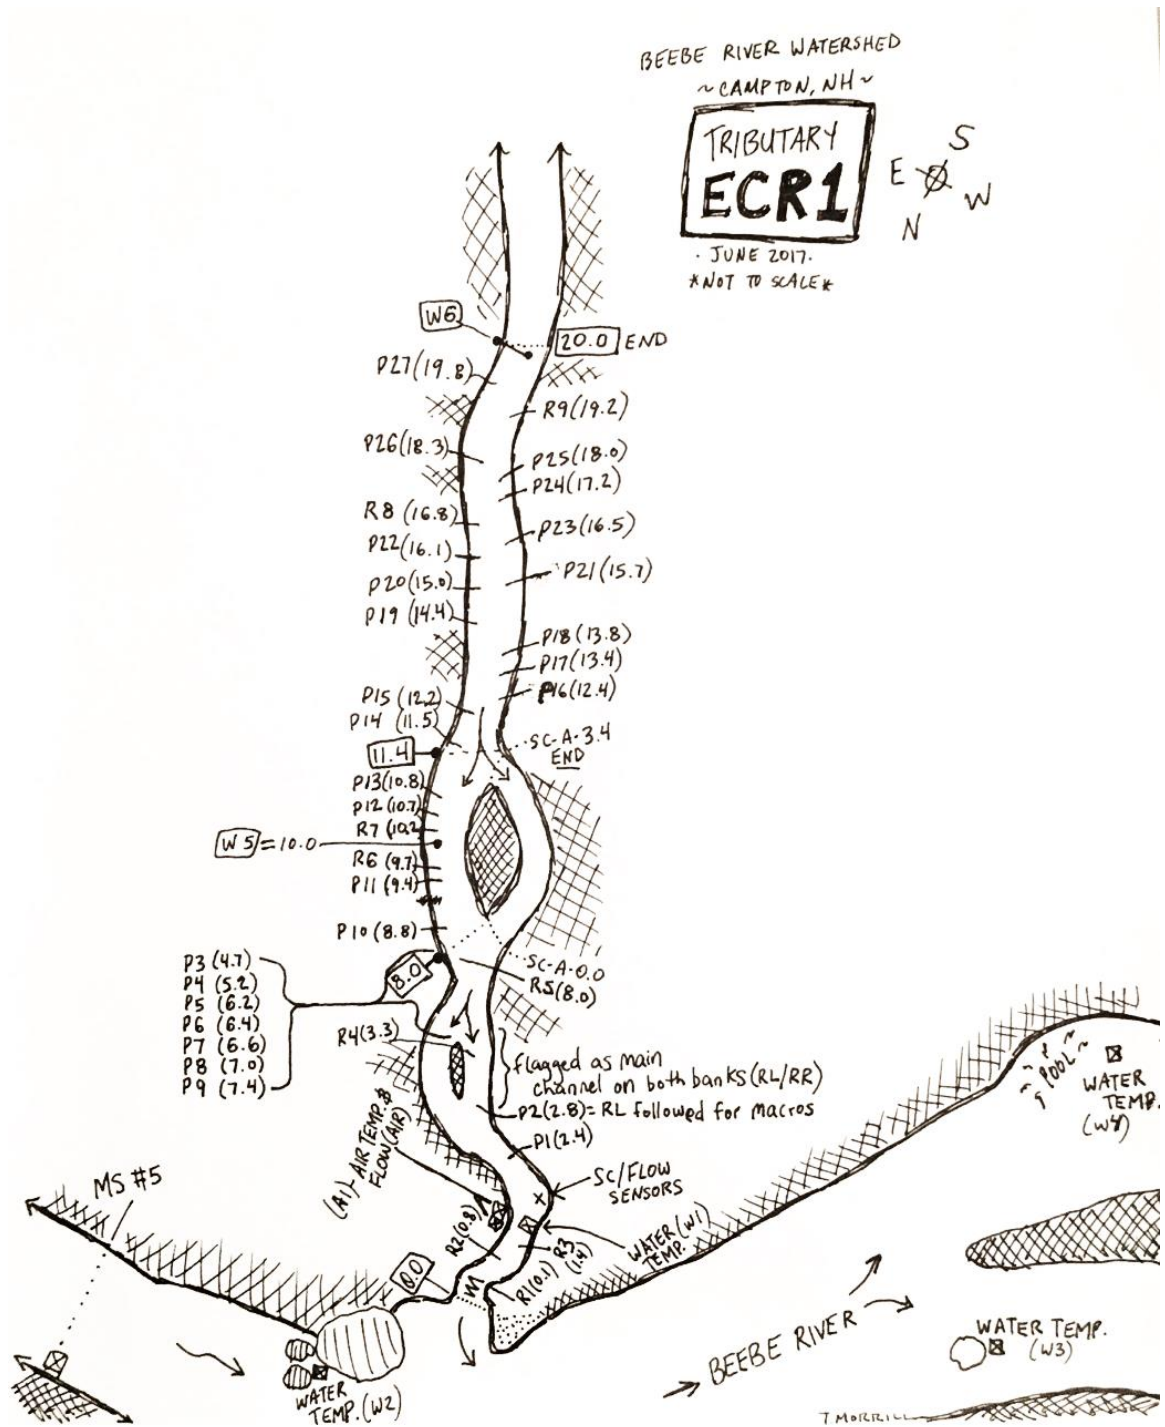 BEEBE RIVER WATERSHED
~ CAMPTON, NH ~
TRIBUTARY
ECR1
E S
N W
. JUNE 2017.
*NOT TO SCALE*
W6
20.0 END
P27(19.8)
R9(19.2)
P26(18.3)
P25(18.0)
P24(17.2)
R8 (16.8)
P23(16.5)
P22(16.1)
P21(15.7)
P20(15.0)
P19 (14.4)
P18 (13.8)
P17(13.4)
P16(12.4)
P15 (12.2)
P14 (11.5)
SC-A-3.4
END
11.4
P13(10.8)
P12(10.7)
R7(10.2)
W5=10.0
R6 (9.7)
P11(9.4)
P10(8.8)
SC-A-0.0
R5(8.0)
8.0
P3 (4.7)
P4 (5.2)
P5 (6.2)
P6 (6.4)
P7 (6.6)
P8 (7.0)
P9 (7.4)
R4(3.3)
flagged as main
channel on both banks (RL/RR)
P2(2.8)= RL followed for macros
P1(2.4)
(A1)- AIR TEMP. &
FLOW(AIR)
SC/FLOW
SENSORS
WATER (W1)
TEMP.
R2(0.8)
R3
(1.4)
R1(0.1)
0.0
MS #5
POOL
WATER
TEMP.
(W4)
BEEBE RIVER
WATER TEMP.
(W3)
WATER
TEMP. (W2)
T MORRILL